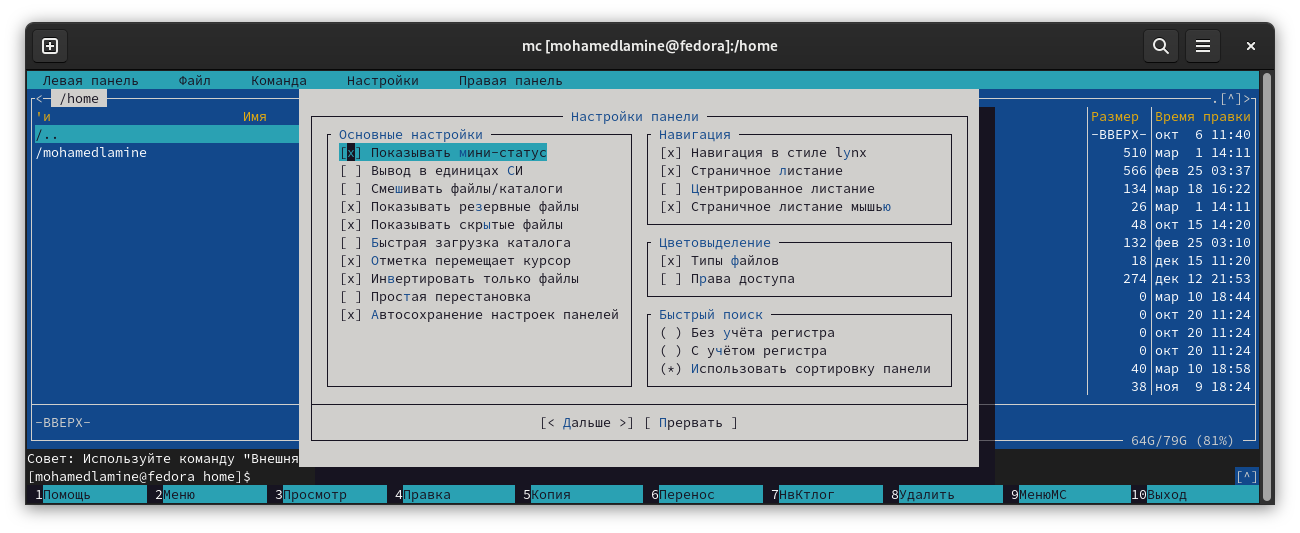 mc [mohamedlamine@fedora]:/home
Левая панель Файл Команда Настройки Правая панель
<─ /home .[^]>
'и Имя Размер Время правки
/.. -ВВЕРХ- окт 6 11:40
/mohamedlamine 510 мар 1 14:11
566 фев 25 03:37
134 мар 18 16:22
26 мар 1 14:11
48 окт 15 14:20
132 фев 25 03:10
18 дек 15 11:20
274 дек 12 21:53
0 мар 10 18:44
0 окт 20 11:24
0 окт 20 11:24
0 окт 20 11:24
40 мар 10 18:58
38 ноя 9 18:24
-ВВЕРХ-
64G/79G (81%)
Настройки панели
Основные настройки
[x] Показывать мини-статус
[ ] Вывод в единицах СИ
[ ] Смешивать файлы/каталоги
[x] Показывать резервные файлы
[x] Показывать скрытые файлы
[ ] Быстрая загрузка каталога
[x] Отметка перемещает курсор
[x] Инвертировать только файлы
[ ] Простая перестановка
[x] Автосохранение настроек панелей
Навигация
[x] Навигация в стиле lynx
[x] Страничное листание
[ ] Центрированное листание
[x] Страничное листание мышью
Цветовыделение
[x] Типы файлов
[ ] Права доступа
Быстрый поиск
( ) Без учёта регистра
( ) С учётом регистра
(*) Использовать сортировку панели
[< Дальше >] [ Прервать ]
Совет: Используйте команду "Внешня
[mohamedlamine@fedora home]$ [^]
1Помощь 2Меню 3Просмотр 4Правка 5Копия 6Перенос 7НвКтлог 8Удалить 9МенюМС 10Выход